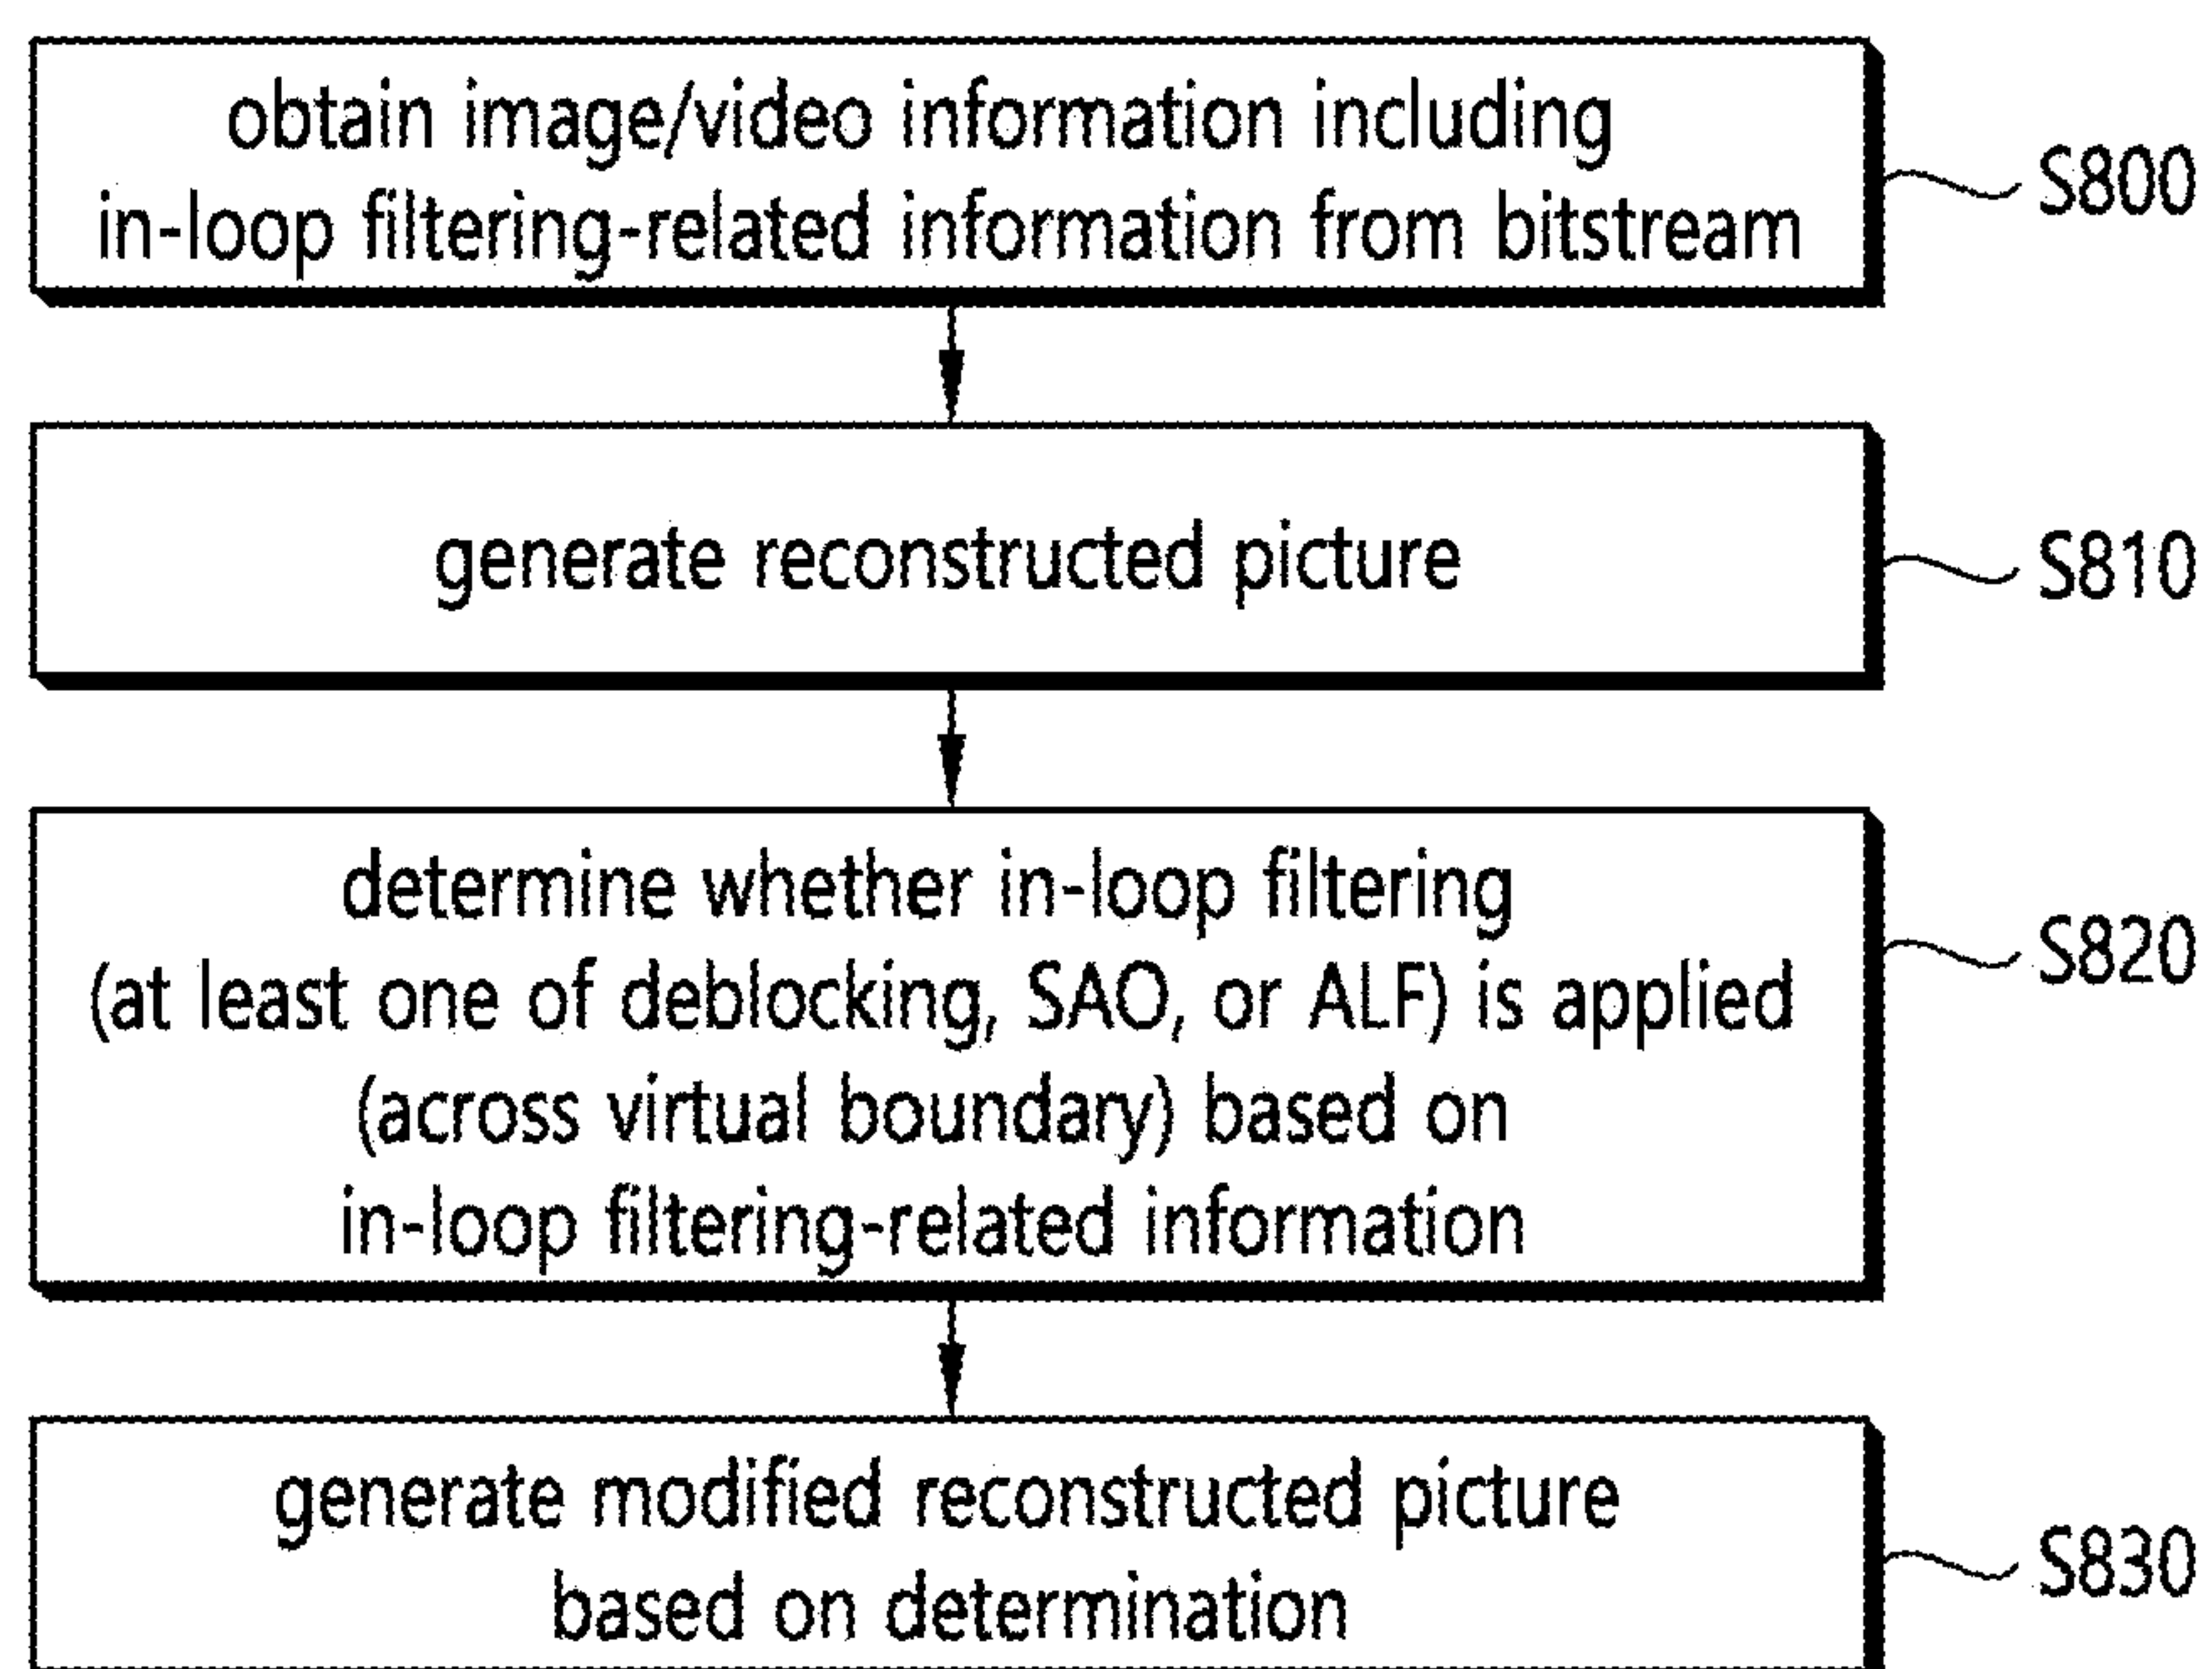 obtain image/video information including
in-loop filtering-related information from bitstream
S800
generate reconstructed picture
S810
determine whether in-loop filtering
(at least one of deblocking, SAO, or ALF) is applied
(across virtual boundary) based on
in-loop filtering-related information
S820
generate modified reconstructed picture
based on determination
S830